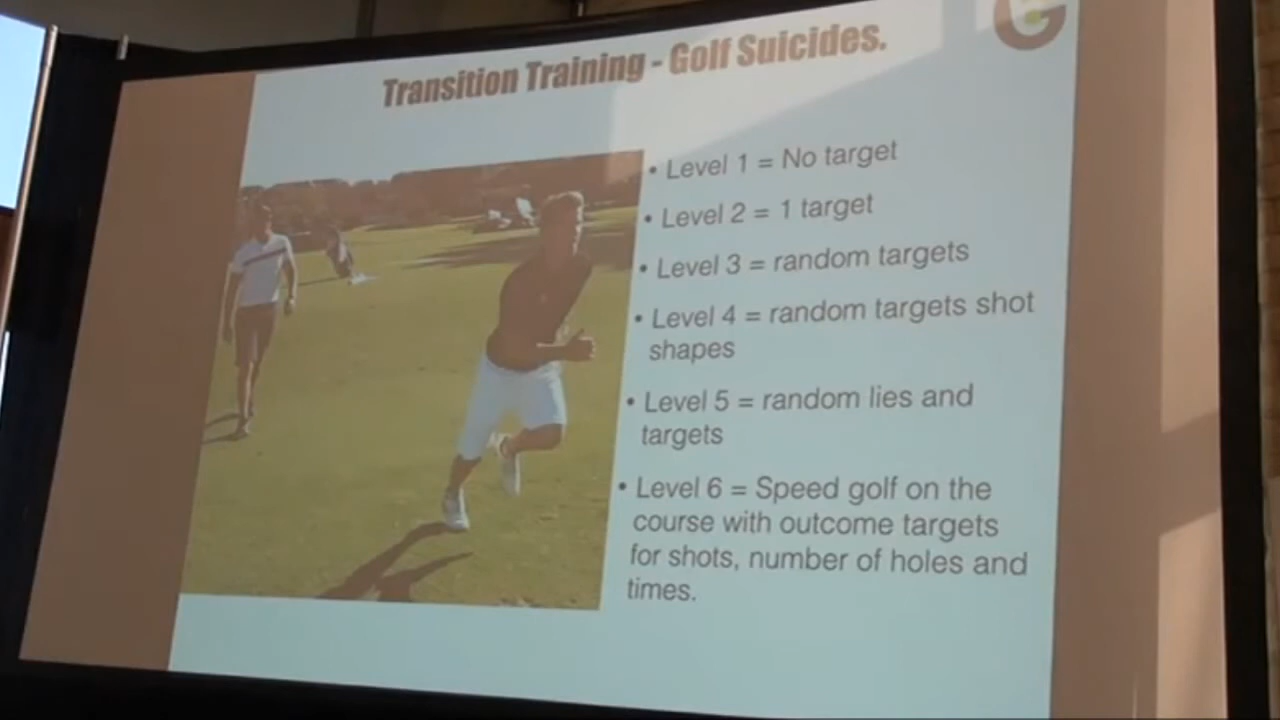 Transition Training - Golf Suicides.
• Level 1 = No target
• Level 2 = 1 target
• Level 3 = random targets
• Level 4 = random targets shot
shapes
• Level 5 = random lies and
targets
• Level 6 = Speed golf on the
course with outcome targets
for shots, number of holes and
times.